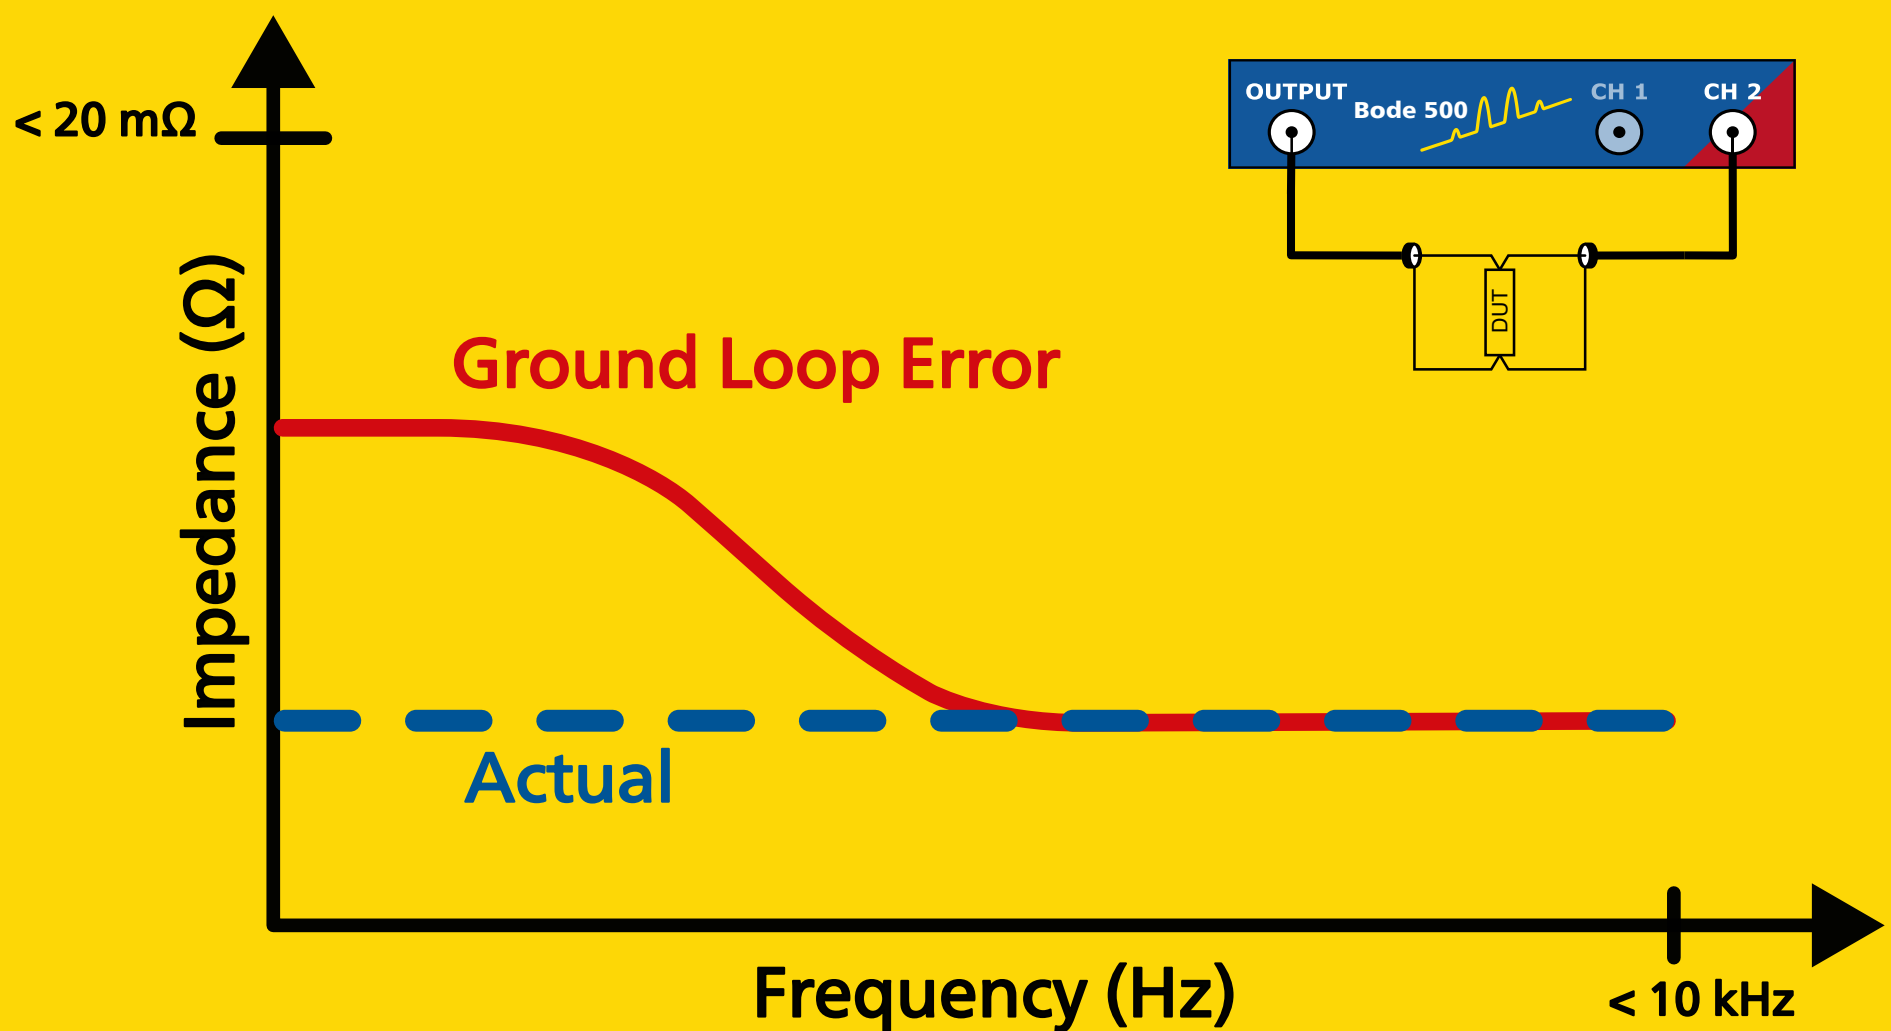 < 20 mΩ
OUTPUT
Bode 500
CH 1
CH 2
DUT
Impedance (Ω)
Ground Loop Error
Actual
Frequency (Hz)
< 10 kHz